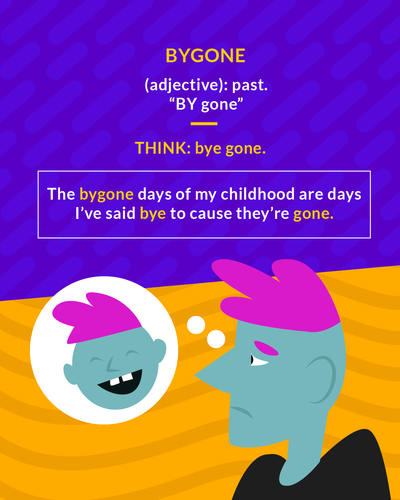 BYGONE
(adjective): past.
“BY gone”
THINK: bye gone.
The bygone days of my childhood are days
I’ve said bye to cause they’re gone.